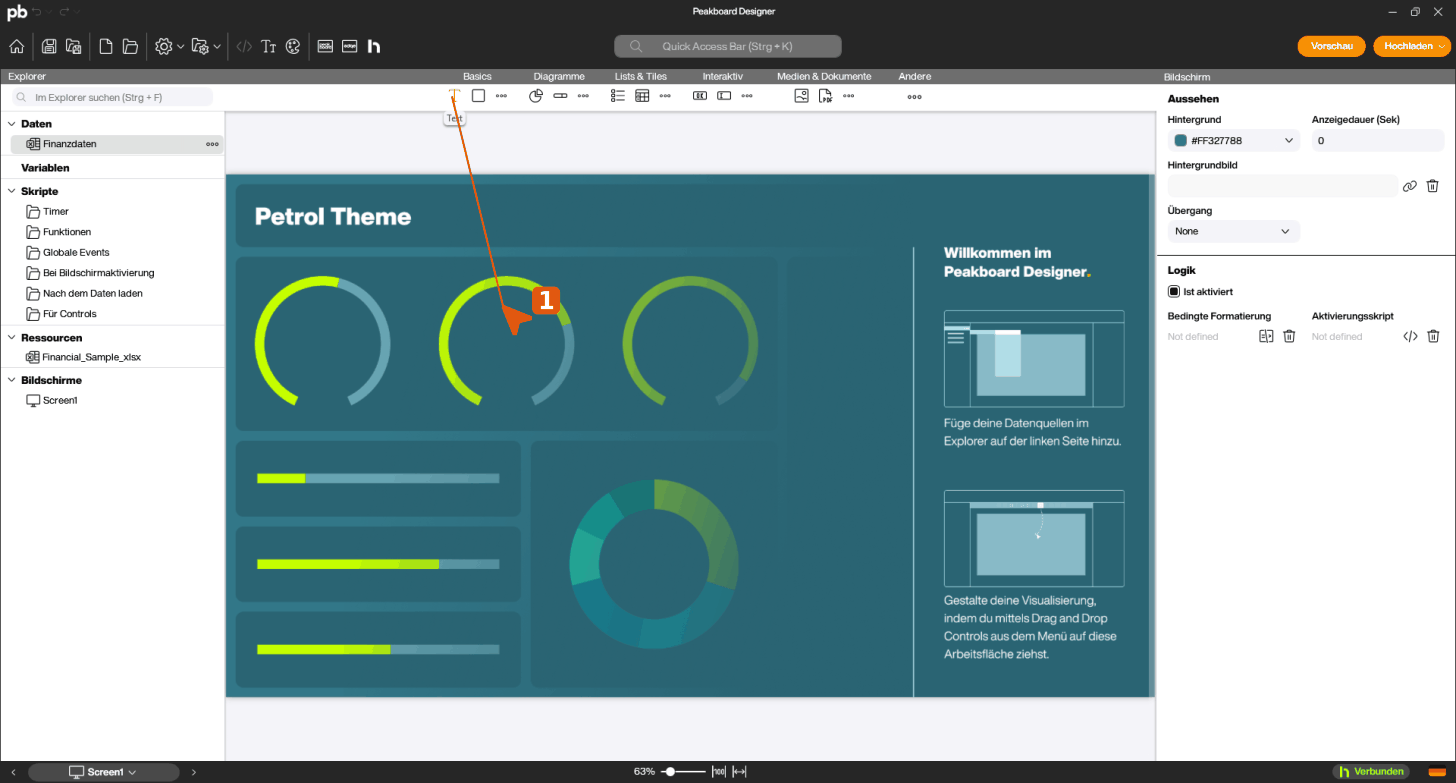 pb
Peakboard Designer
Quick Access Bar (Strg + K)
Vorschau
Hochladen
Explorer
Basics
Diagramme
Lists & Tiles
Interaktiv
Medien & Dokumente
Andere
Bildschirm
Im Explorer suchen (Strg + F)
Text
1
Daten
Finanzdaten
Variablen
Skripte
Timer
Funktionen
Globale Events
Bei Bildschirmaktivierung
Nach dem Daten laden
Für Controls
Ressourcen
Financial_Sample_xlsx
Bildschirme
Screen1
Petrol Theme
Willkommen im
Peakboard Designer.
Füge deine Datenquellen im
Explorer auf der linken Seite hinzu.
Gestalte deine Visualisierung,
indem du mittels Drag and Drop
Controls aus dem Menü auf diese
Arbeitsfläche ziehst.
Aussehen
Hintergrund
Anzeigedauer (Sek)
#FF327788
0
Hintergrundbild
Übergang
None
Logik
Ist aktiviert
Bedingte Formatierung
Aktivierungsskript
Not defined
Not defined
Screen1
63%
100
Verbunden